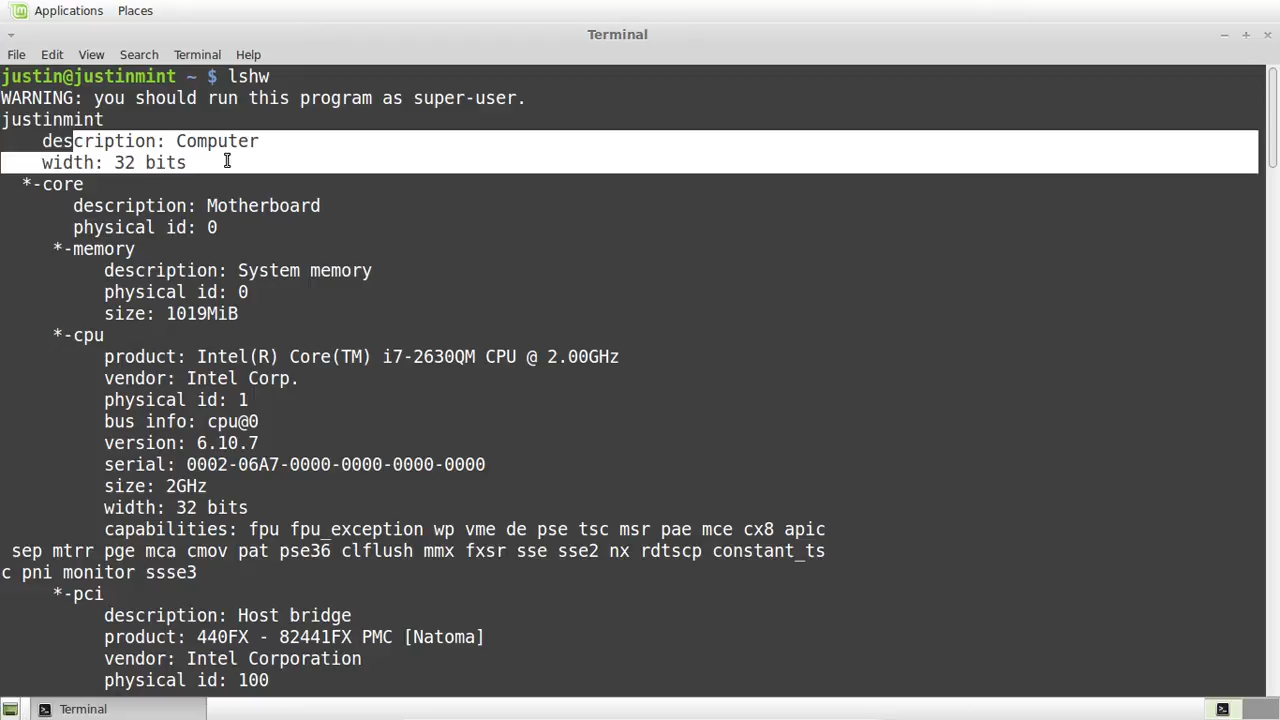 Applications Places
Terminal
File Edit View Search Terminal Help
justin@justinmint ~ $ lshw
WARNING: you should run this program as super-user.
justinmint
    description: Computer
    width: 32 bits
  *-core
       description: Motherboard
       physical id: 0
     *-memory
          description: System memory
          physical id: 0
          size: 1019MiB
     *-cpu
          product: Intel(R) Core(TM) i7-2630QM CPU @ 2.00GHz
          vendor: Intel Corp.
          physical id: 1
          bus info: cpu@0
          version: 6.10.7
          serial: 0002-06A7-0000-0000-0000-0000
          size: 2GHz
          width: 32 bits
          capabilities: fpu fpu_exception wp vme de pse tsc msr pae mce cx8 apic
 sep mtrr pge mca cmov pat pse36 clflush mmx fxsr sse sse2 nx rdtscp constant_ts
c pni monitor ssse3
     *-pci
          description: Host bridge
          product: 440FX - 82441FX PMC [Natoma]
          vendor: Intel Corporation
          physical id: 100
Terminal